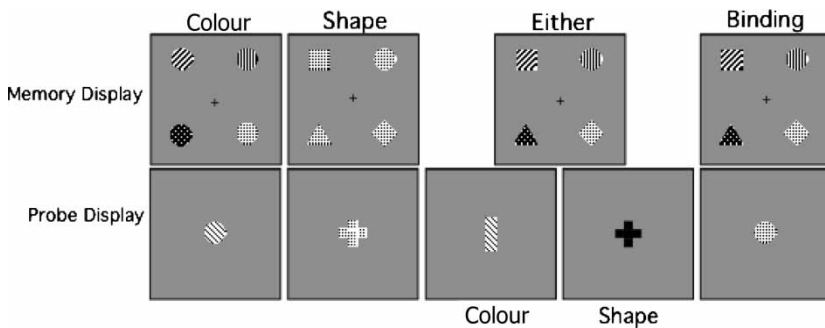 Colour Shape Either Binding
Memory Display
Probe Display
Colour Shape